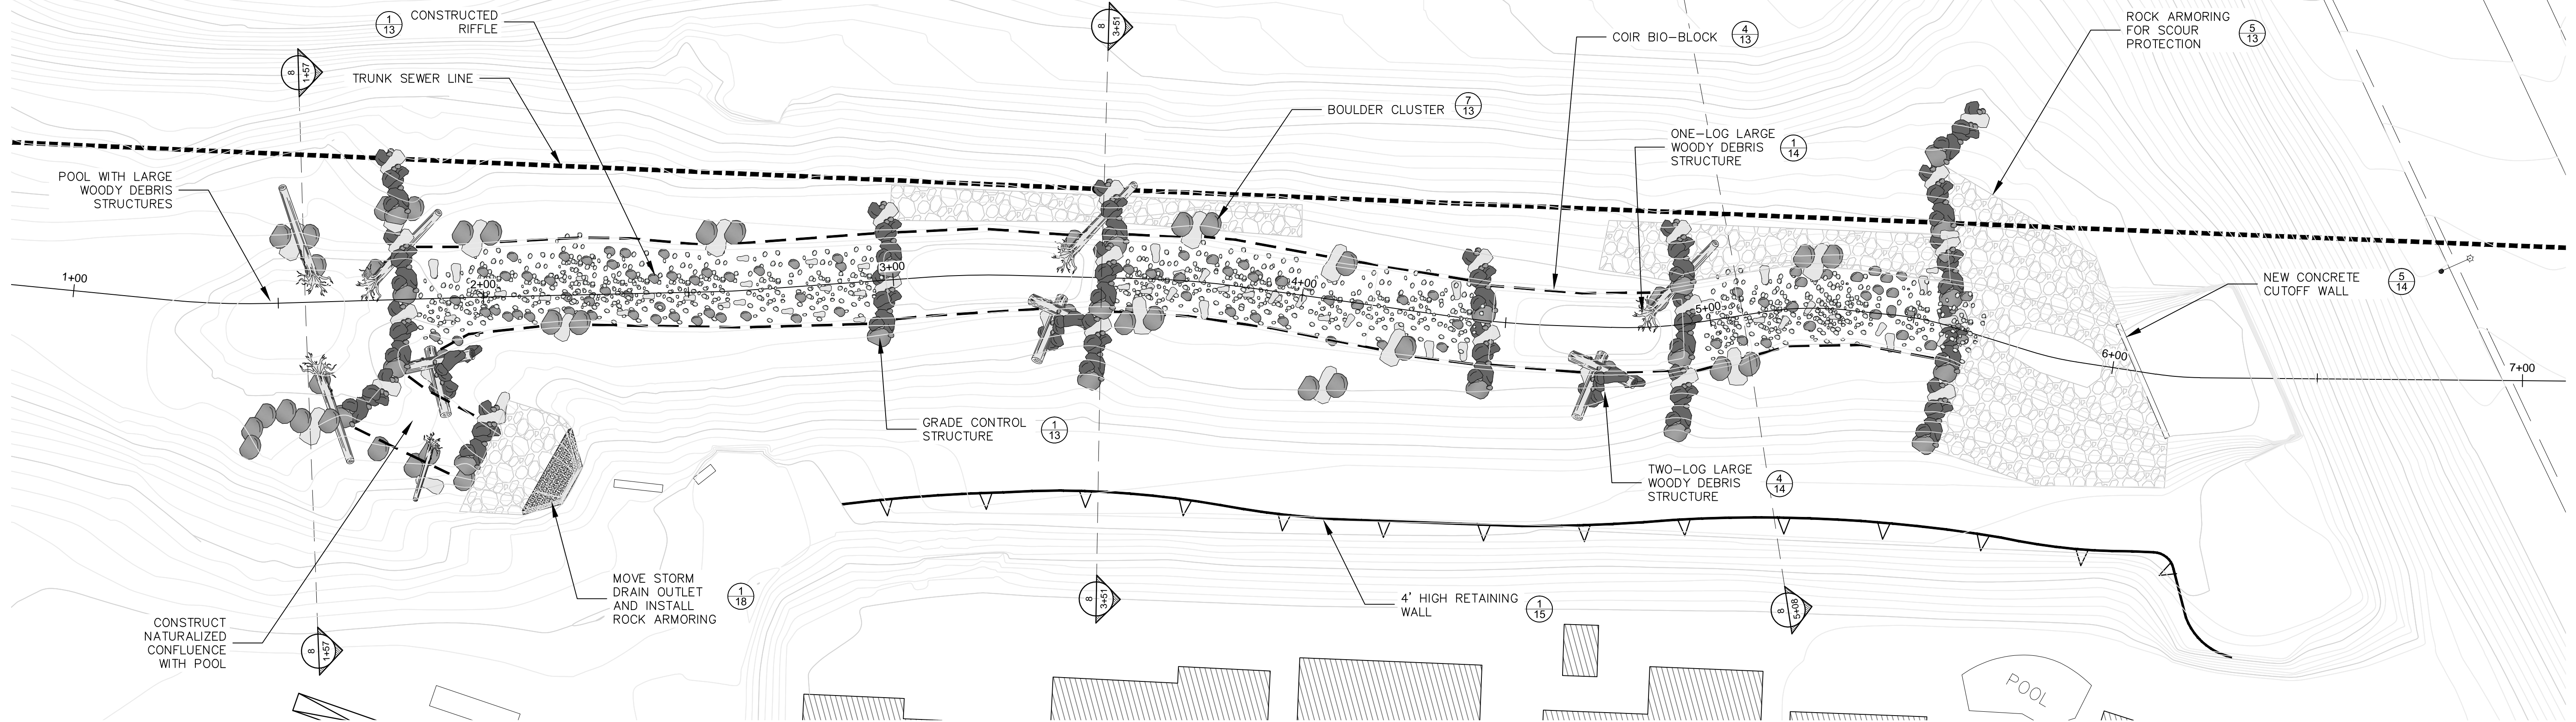 1
13
CONSTRUCTED
RIFFLE
8
3+51
COIR BIO-BLOCK
4
13
ROCK ARMORING
FOR SCOUR
PROTECTION
5
13
8
1+57
TRUNK SEWER LINE
BOULDER CLUSTER
7
13
ONE-LOG LARGE
WOODY DEBRIS
STRUCTURE
1
14
POOL WITH LARGE
WOODY DEBRIS
STRUCTURES
1+00
2+00
3+00
4+00
5+00
6+00
7+00
NEW CONCRETE
CUTOFF WALL
5
14
GRADE CONTROL
STRUCTURE
1
13
TWO-LOG LARGE
WOODY DEBRIS
STRUCTURE
4
14
MOVE STORM
DRAIN OUTLET
AND INSTALL
ROCK ARMORING
1
18
8
3+51
4' HIGH RETAINING
WALL
1
15
8
5+08
CONSTRUCT
NATURALIZED
CONFLUENCE
WITH POOL
8
1+57
POOL